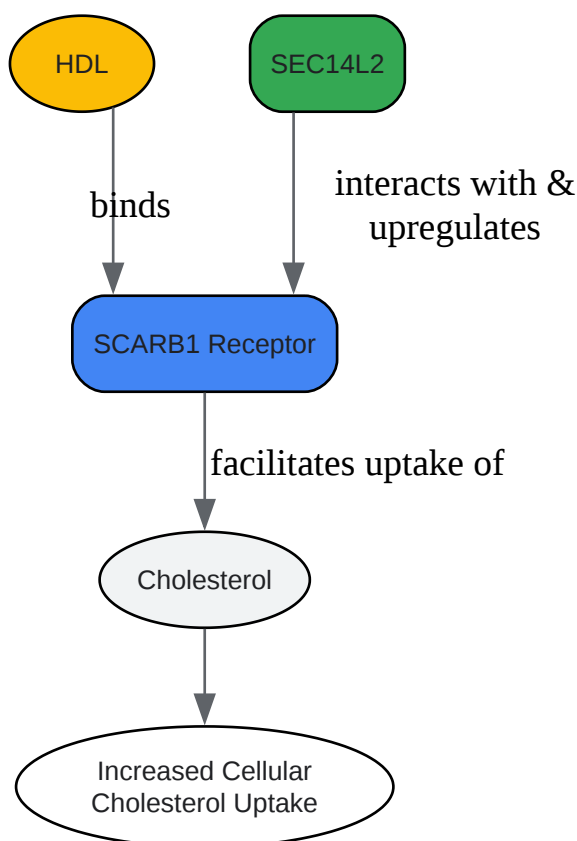 HDL
SEC14L2
binds
interacts with &
upregulates
SCARB1 Receptor
facilitates uptake of
Cholesterol
Increased Cellular
Cholesterol Uptake